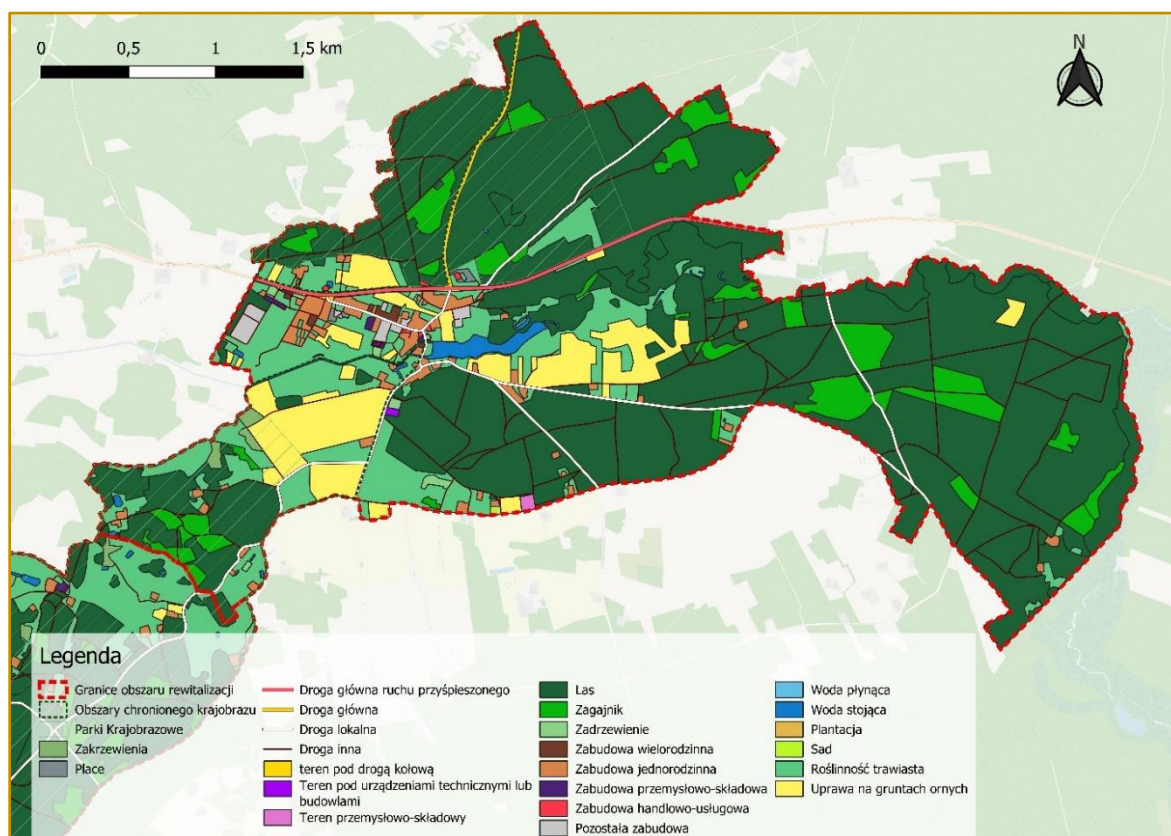 0 0,5 1 1,5 km
N
Legenda
Granice obszaru rewitalizacji
Obszary chronionego krajobrazu
Parki Krajobrazowe
Zakrzewienia
Place
Droga główna ruchu przyśpieszonego
Droga główna
Droga lokalna
Droga inna
teren pod drogą kołową
Teren pod urządzeniami technicznymi lub
budowlami
Teren przemysłowo-składowy
Las
Zagajnik
Zadrzewienie
Zabudowa wielorodzinna
Zabudowa jednorodzinna
Zabudowa przemysłowo-składowa
Zabudowa handlowo-usługowa
Pozostała zabudowa
Woda płynąca
Woda stojąca
Plantacja
Sad
Roślinność trawiasta
Uprawa na gruntach ornych